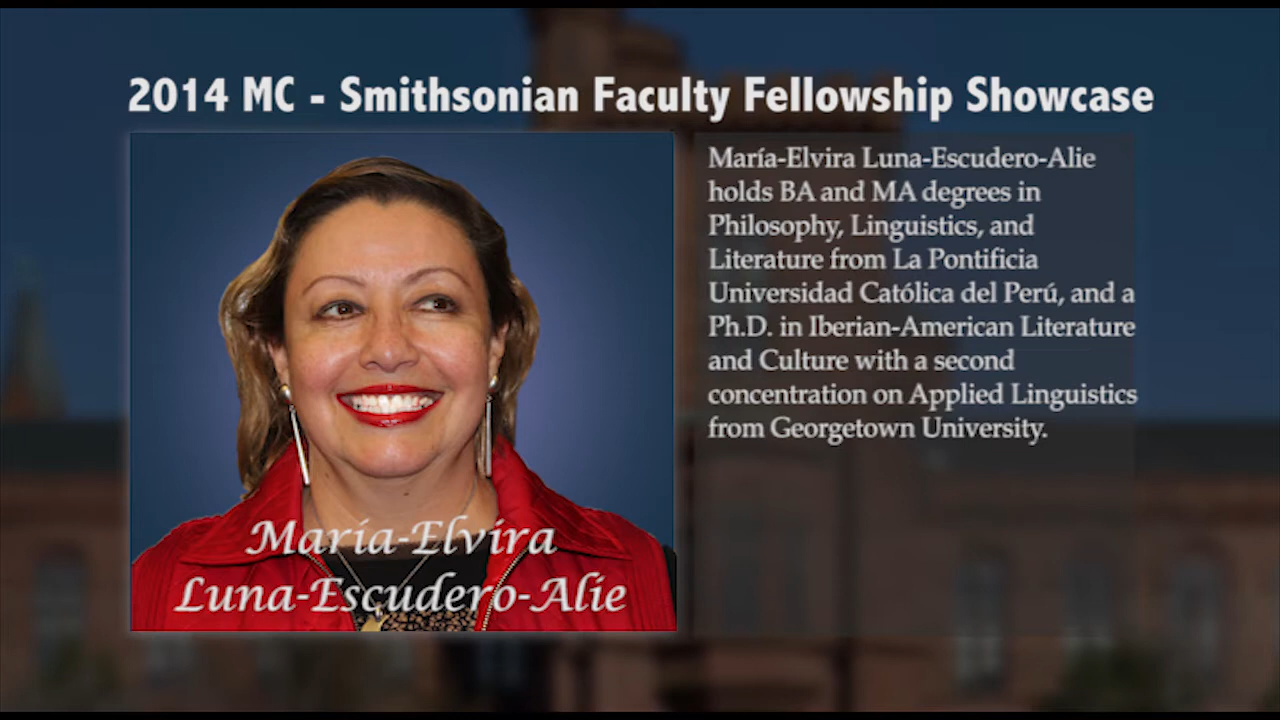 2014 MC - Smithsonian Faculty Fellowship Showcase
María-Elvira Luna-Escudero-Alie
holds BA and MA degrees in
Philosophy, Linguistics, and
Literature from La Pontificia
Universidad Católica del Perú, and a
Ph.D. in Iberian-American Literature
and Culture with a second
concentration on Applied Linguistics
from Georgetown University.
María-Elvira
Luna-Escudero-Alie